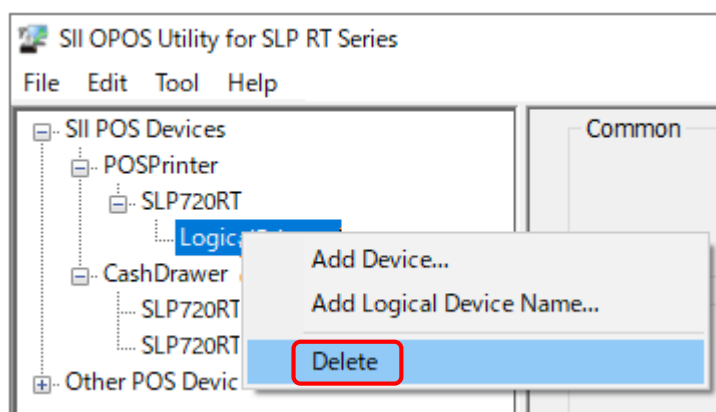 SII OPOS Utility for SLP RT Series
File Edit Tool Help
SII POS Devices
Common
POSPrinter
SLP720RT
Add Device...
CashDrawer
Add Logical Device Name...
SLP720RT
SLP720RT
Delete
Other POS